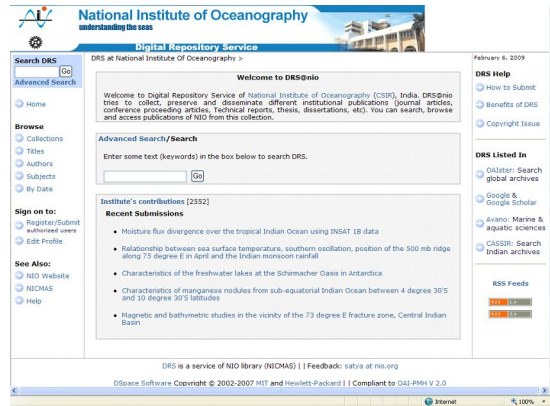 National Institute of Oceanography
understanding the seas
Digital Repository Service
Search DRS
Go
Advanced Search
Home
Browse
Collections
Titles
Authors
Subjects
By Date
Sign on to:
Register/Submit
authorized users
Edit Profile
See Also:
NIO Website
NICMAS
Help
DRS at National Institute Of Oceanography >
Welcome to DRS@nio
Welcome to Digital Repository Service of National Institute of Oceanography (CSIR), India. DRS@nio
tries to collect, preserve and disseminate different institutional publications (journal articles,
conference proceeding articles, Technical reports, thesis, dissertations, etc). You can search, browse
and access publications of NIO from this collection.
Advanced Search/Search
Enter some text (keywords) in the box below to search DRS.
Go
Institute's contributions [2552]
Recent Submissions
Moisture flux divergence over the tropical Indian Ocean using INSAT 1B data
Relationship between sea surface temperature, southern oscillation, position of the 500 mb ridge
along 75 degree E in April and the Indian monsoon rainfall
Characteristics of the freshwater lakes at the Schirmacher Oasis in Antarctica
Characteristics of manganese nodules from sub-equatorial Indian Ocean between 4 degree 30'S
and 10 degree 30'S latitudes
Magnetic and bathymetric studies in the vicinity of the 73 degree E fracture zone, Central Indian
Basin
February 6, 2009
DRS Help
How to Submit
Benefits of DRS
Copyright Issue
DRS Listed In
OAIster: Search
global archives
Google &
Google Scholar
Avano: Marine &
aquatic sciences
CASSIR: Search
Indian archives
RSS Feeds
RSS 1.0
RSS 2.0
DRS is a service of NIO library (NICMAS) | | Feedback: satya at nio.org
DSpace Software Copyright © 2002-2007 MIT and Hewlett-Packard | | Compliant to OAI-PMH V 2.0
Internet
100%